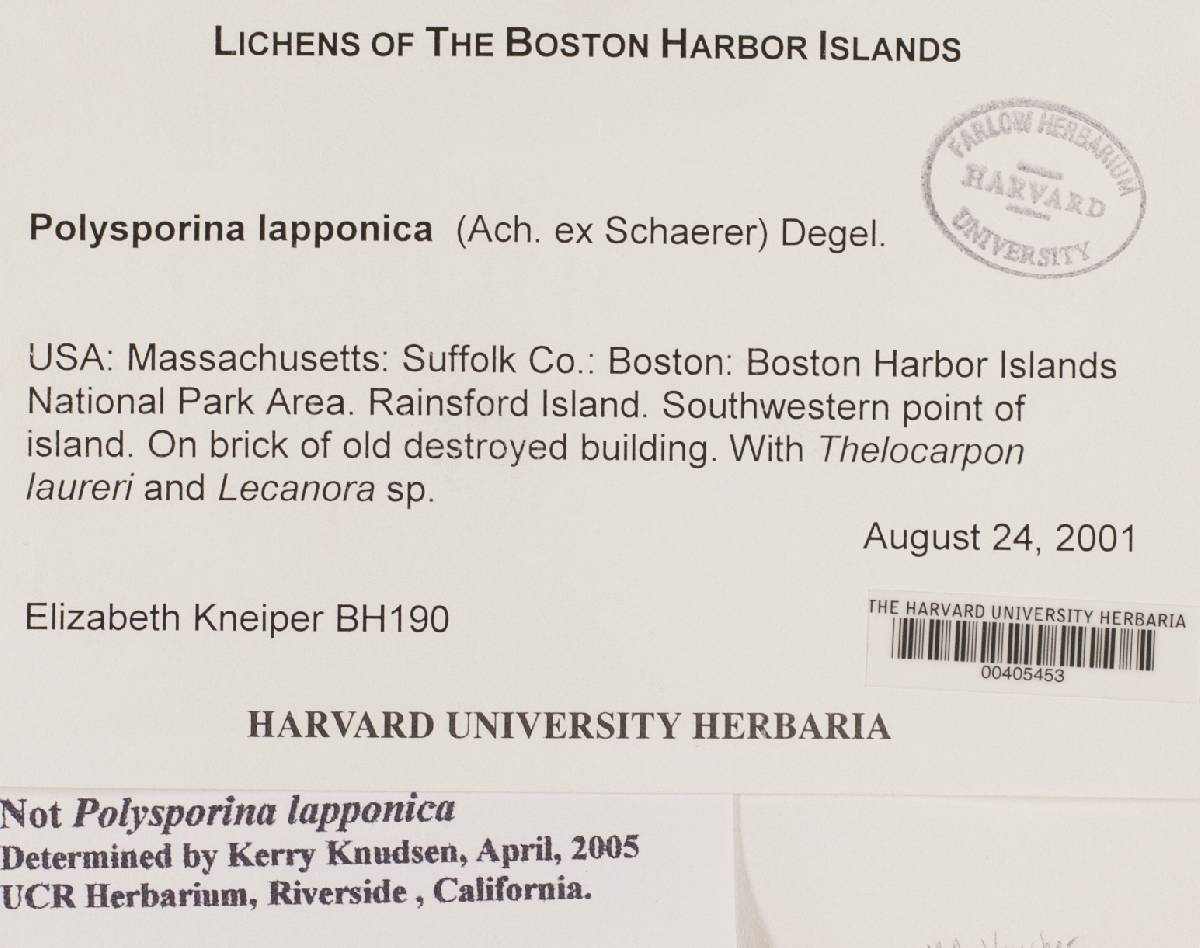 LICHENS OF THE BOSTON HARBOR ISLANDS
FARLOW HERBARIUM
HARVARD
UNIVERSITY
Polysporina lapponica (Ach. ex Schaerer) Degel.
USA: Massachusetts: Suffolk Co.: Boston: Boston Harbor Islands
National Park Area. Rainsford Island. Southwestern point of
island. On brick of old destroyed building. With Thelocarpon
laureri and Lecanora sp.
August 24, 2001
Elizabeth Kneiper BH190
THE HARVARD UNIVERSITY HERBARIA
00405453
HARVARD UNIVERSITY HERBARIA
Not Polysporina lapponica
Determined by Kerry Knudsen, April, 2005
UCR Herbarium, Riverside , California.